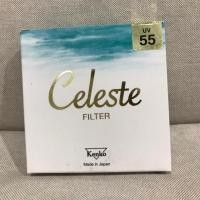 UV
55
Celeste
FILTER
Kenko
Made in Japan